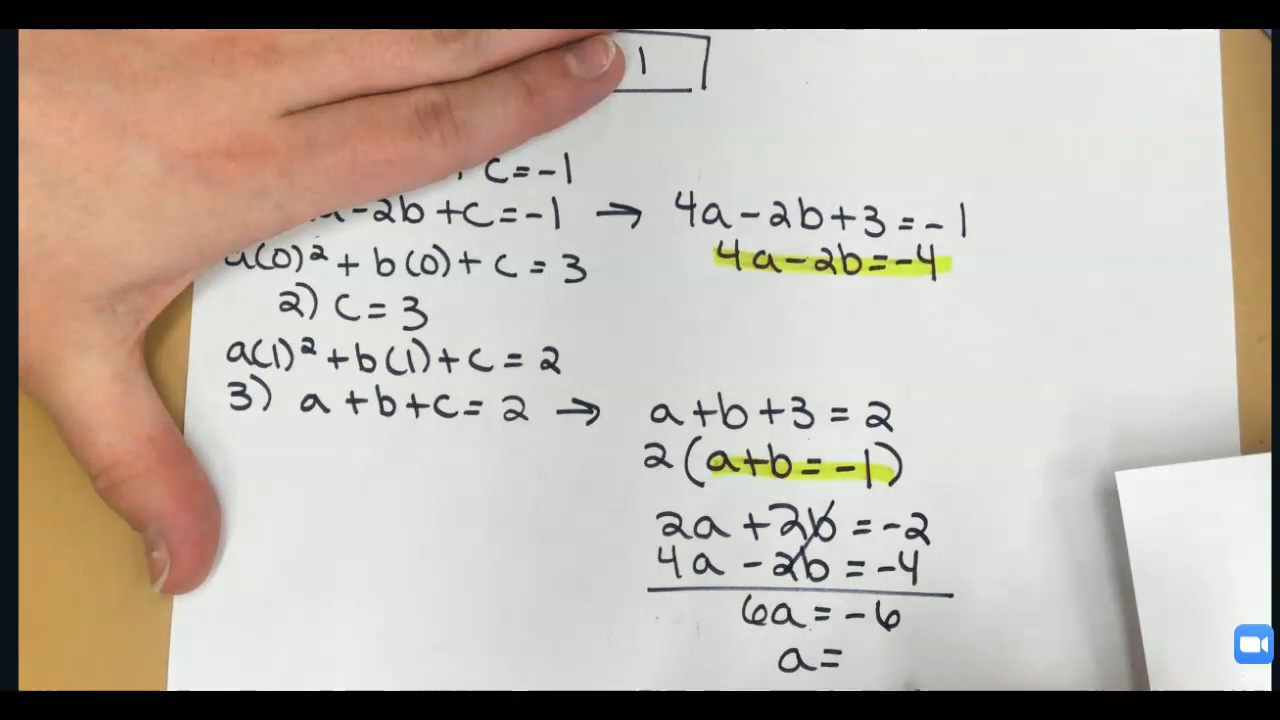 1
c = -1
a - 2b + c = -1 → 4a - 2b + 3 = -1
4a - 2b = -4
a(0)² + b(0) + c = 3
2) c = 3
a(1)² + b(1) + c = 2
3) a + b + c = 2 → a + b + 3 = 2
2(a + b = -1)
2a + 2b = -2
4a - 2b = -4
6a = -6
a =